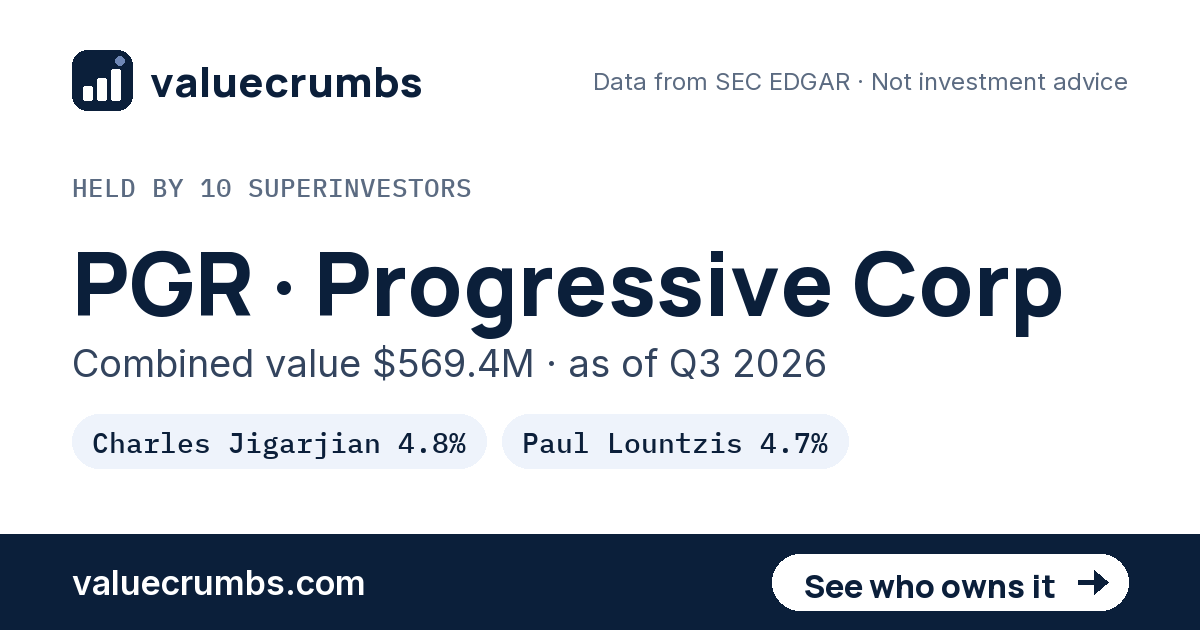 valuecrumbs
Data from SEC EDGAR · Not investment advice
HELD BY 10 SUPERINVESTORS
PGR · Progressive Corp
Combined value $569.4M · as of Q3 2026
Charles Jigarjian 4.8%
Paul Lountzis 4.7%
valuecrumbs.com
See who owns it →